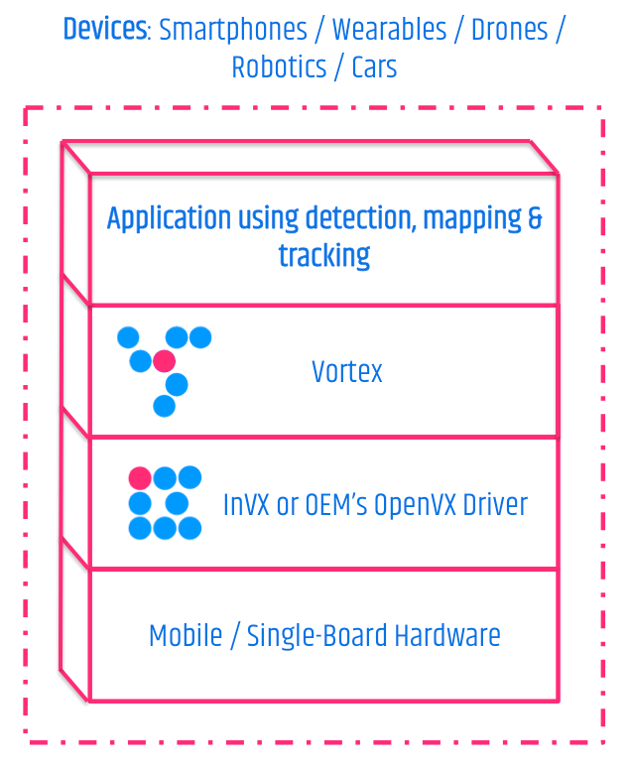 Devices: Smartphones / Wearables / Drones /
Robotics / Cars
Application using detection, mapping &
tracking
Vortex
InVX or OEM’s OpenVX Driver
Mobile / Single-Board Hardware